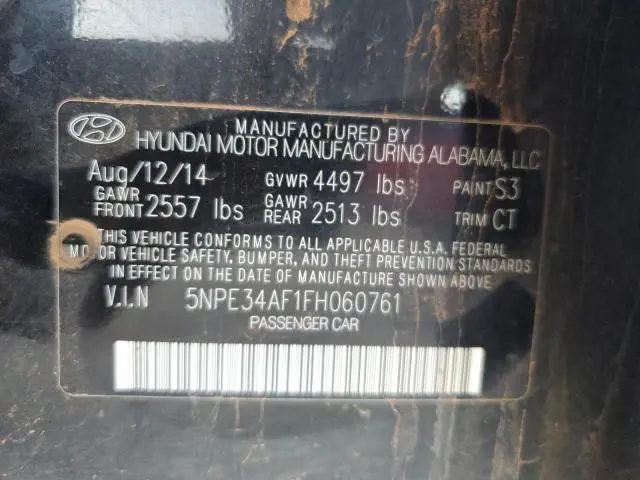 MANUFACTURED BY
HYUNDAI MOTOR MANUFACTURING ALABAMA, LLC
Aug/12/14 GVWR 4497 lbs PAINT S3
GAWR FRONT 2557 lbs GAWR REAR 2513 lbs TRIM CT
THIS VEHICLE CONFORMS TO ALL APPLICABLE U.S.A. FEDERAL
MOTOR VEHICLE SAFETY, BUMPER, AND THEFT PREVENTION STANDARDS
IN EFFECT ON THE DATE OF MANUFACTURE SHOWN ABOVE.
V.I.N 5NPE34AF1FH060761
PASSENGER CAR